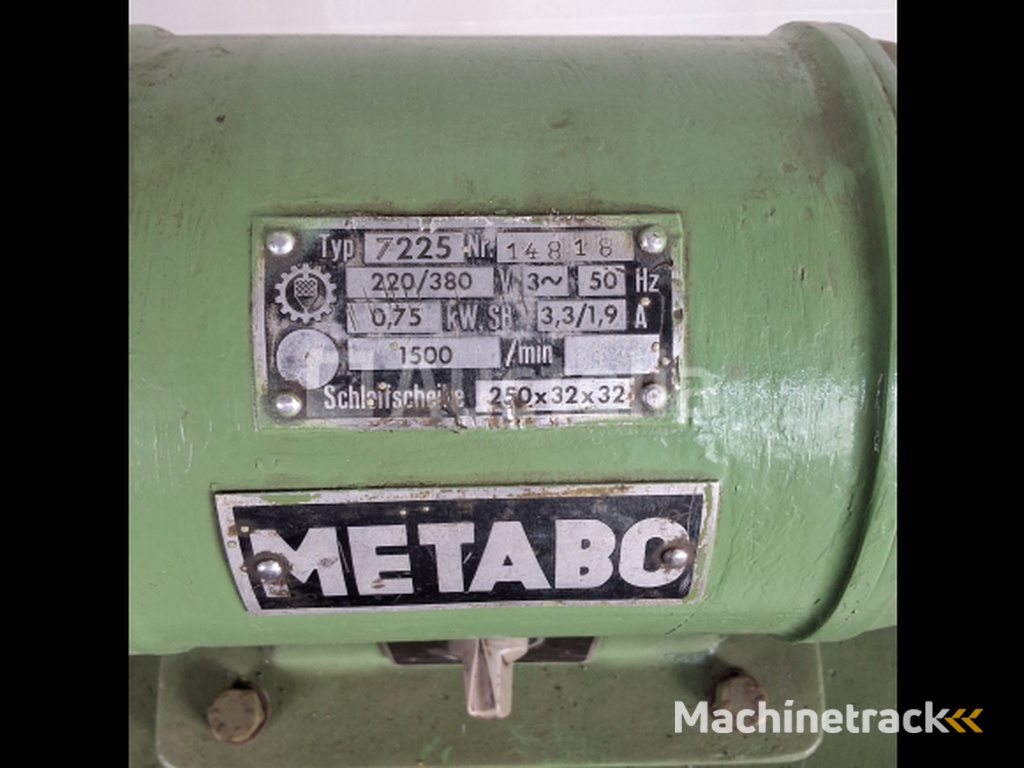 Typ 7225 Nr. 14818
220/380 V 3~ 50 Hz
0,75 kW 3,3/1,9 A
1500 /min
Schleifscheibe 250x32x32
METABO
Machinetrack